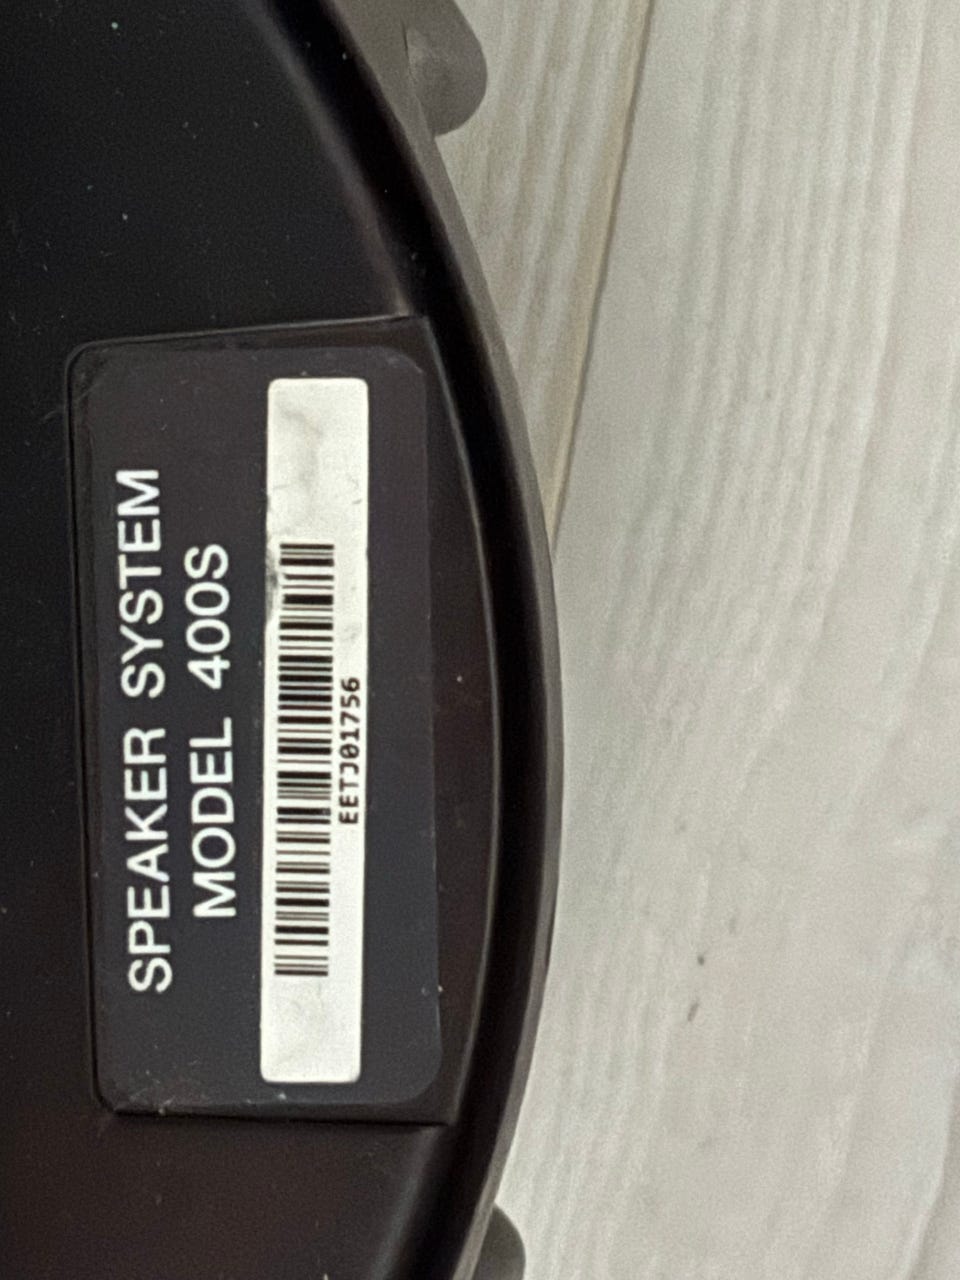 SPEAKER SYSTEM
MODEL 400S
EETJ01756